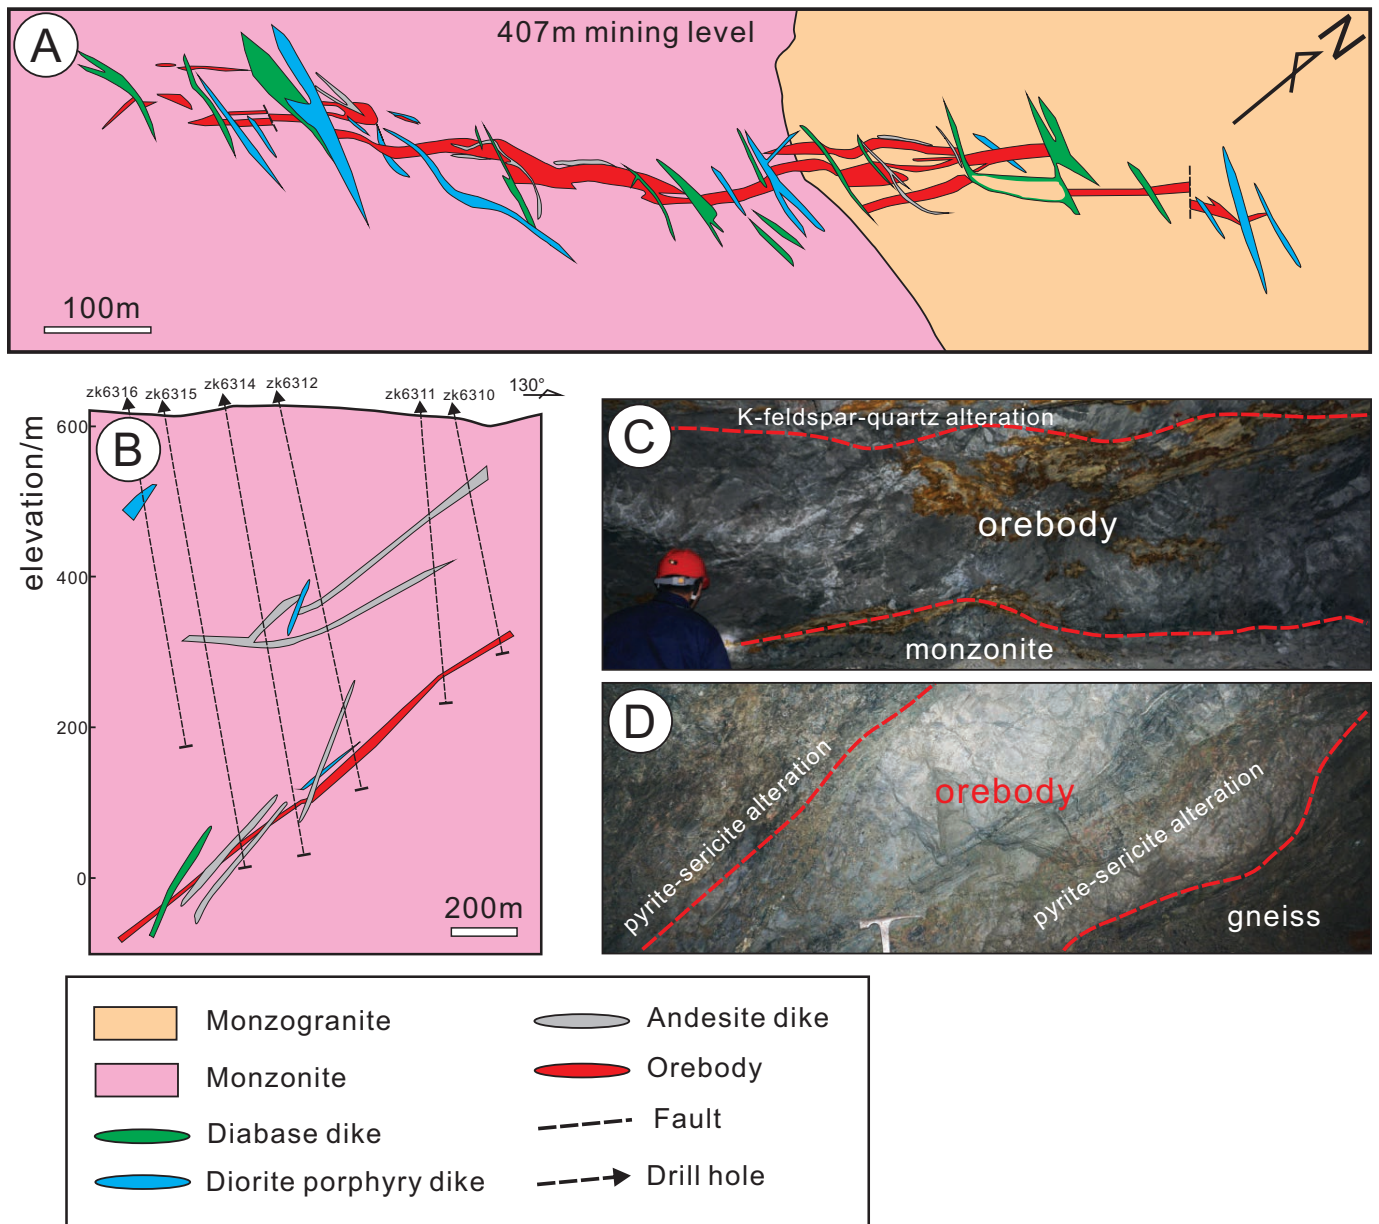 A
407m mining level
N
100m
zk6316
zk6315
zk6314
zk6312
zk6311
zk6310
130°
B
elevation/m
600
400
200
0
200m
C
K-feldspar-quartz alteration
orebody
monzonite
D
pyrite-sericite alteration
orebody
pyrite-sericite alteration
gneiss
Monzogranite
Monzonite
Diabase dike
Diorite porphyry dike
Andesite dike
Orebody
Fault
Drill hole